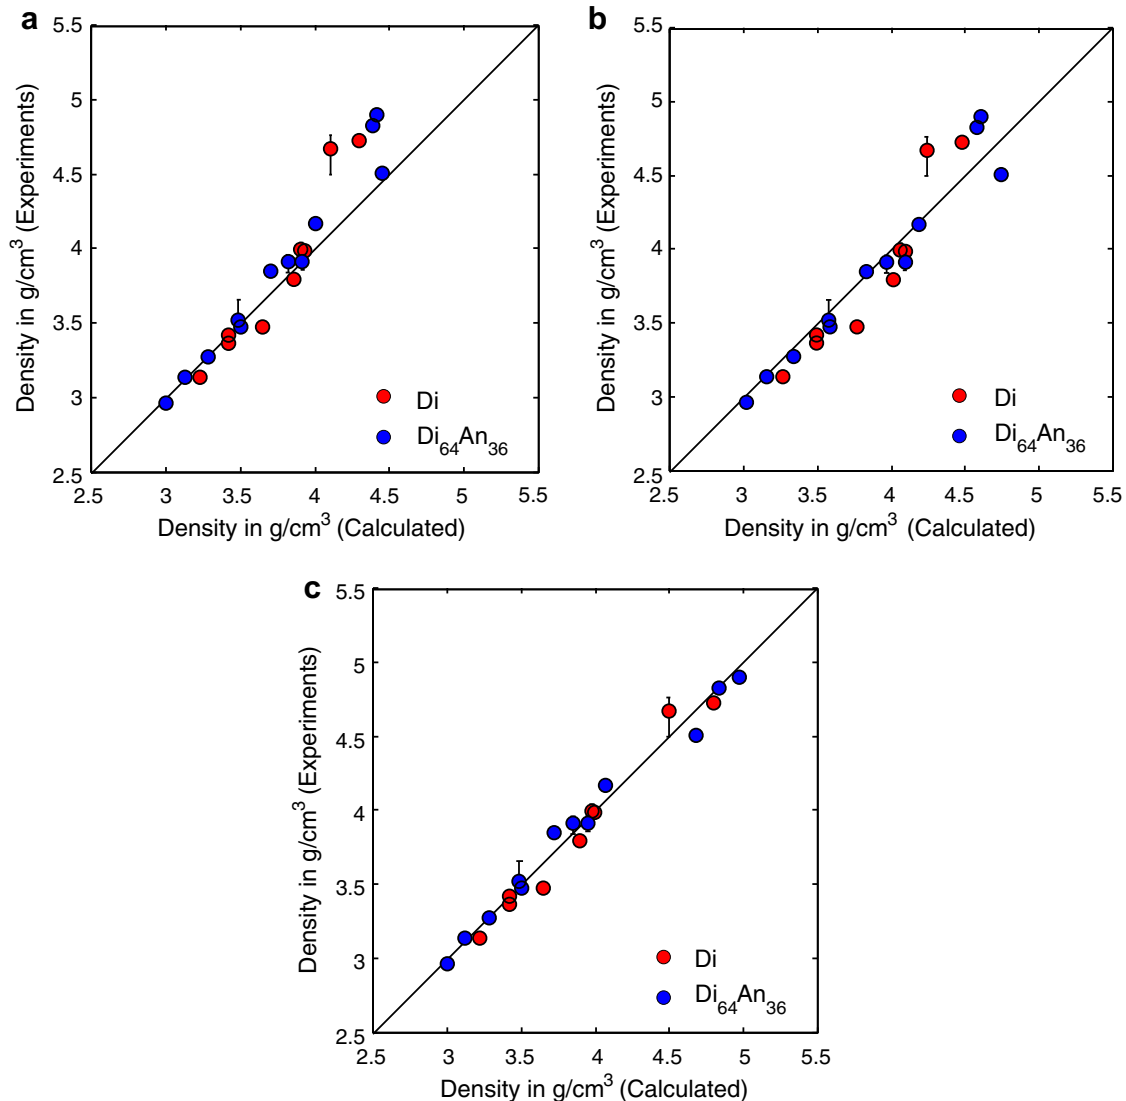 a
5.5
5
4.5
4
3.5
3
2.5
2.5 3 3.5 4 4.5 5 5.5
Density in g/cm³ (Experiments)
Density in g/cm³ (Calculated)
Di
Di₆₄An₃₆
b
5.5
5
4.5
4
3.5
3
2.5
2.5 3 3.5 4 4.5 5 5.5
Density in g/cm³ (Experiments)
Density in g/cm³ (Calculated)
Di
Di₆₄An₃₆
c
5.5
5
4.5
4
3.5
3
2.5
2.5 3 3.5 4 4.5 5 5.5
Density in g/cm³ (Experiments)
Density in g/cm³ (Calculated)
Di
Di₆₄An₃₆